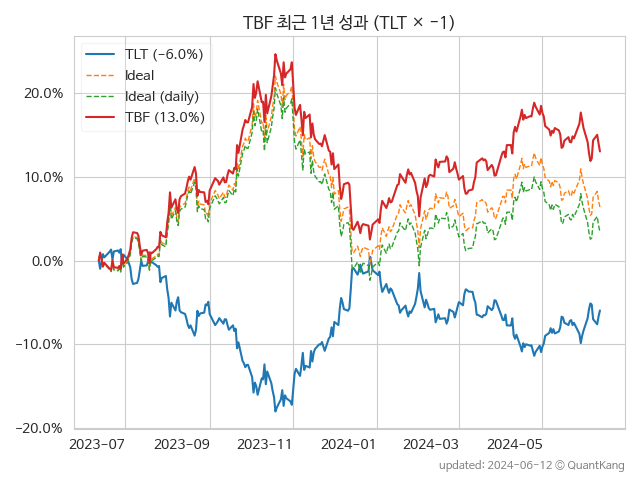 TBF 최근 1년 성과 (TLT × −1)
TLT (−6.0%)
Ideal
Ideal (daily)
TBF (13.0%)
20.0%
10.0%
0.0%
−10.0%
−20.0%
2023-07 2023-09 2023-11 2024-01 2024-03 2024-05
updated: 2024-06-12 © QuantKang